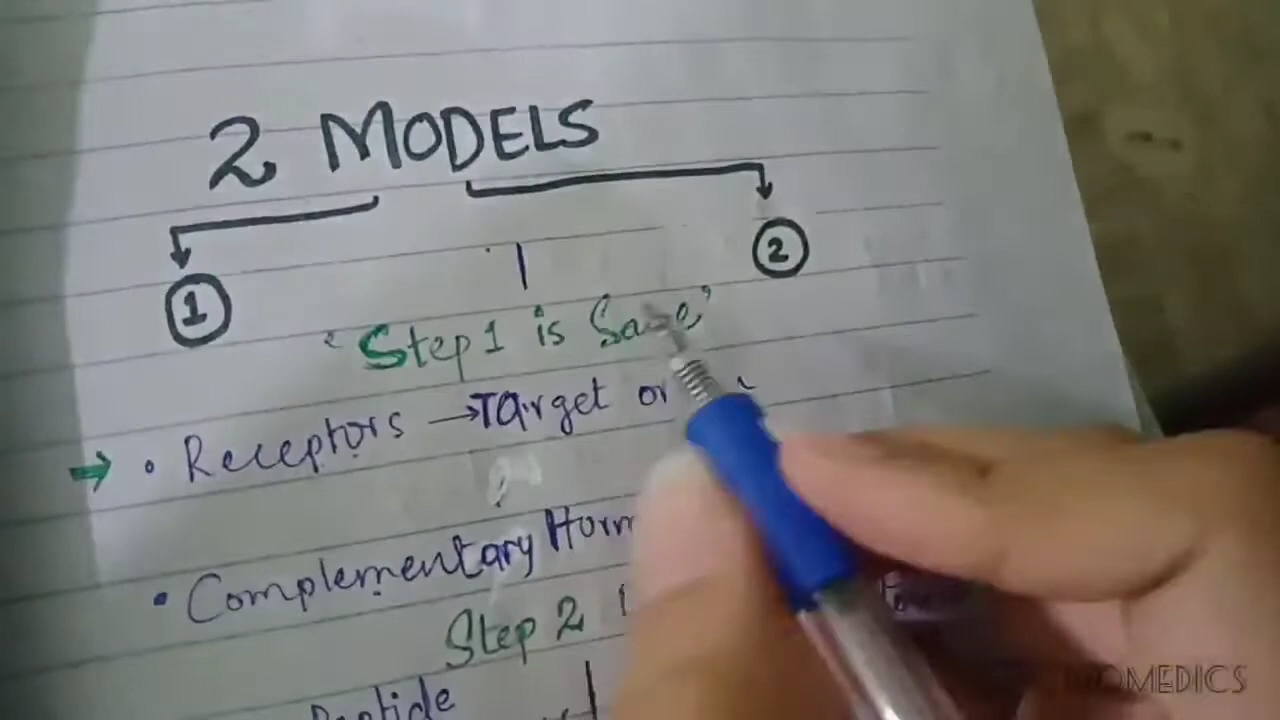 2 MODELS
1
2
'Step 1 is Same'
→ • Receptors → Target or
• Complementary Horm
Step 2
Peptide
OMEDICS